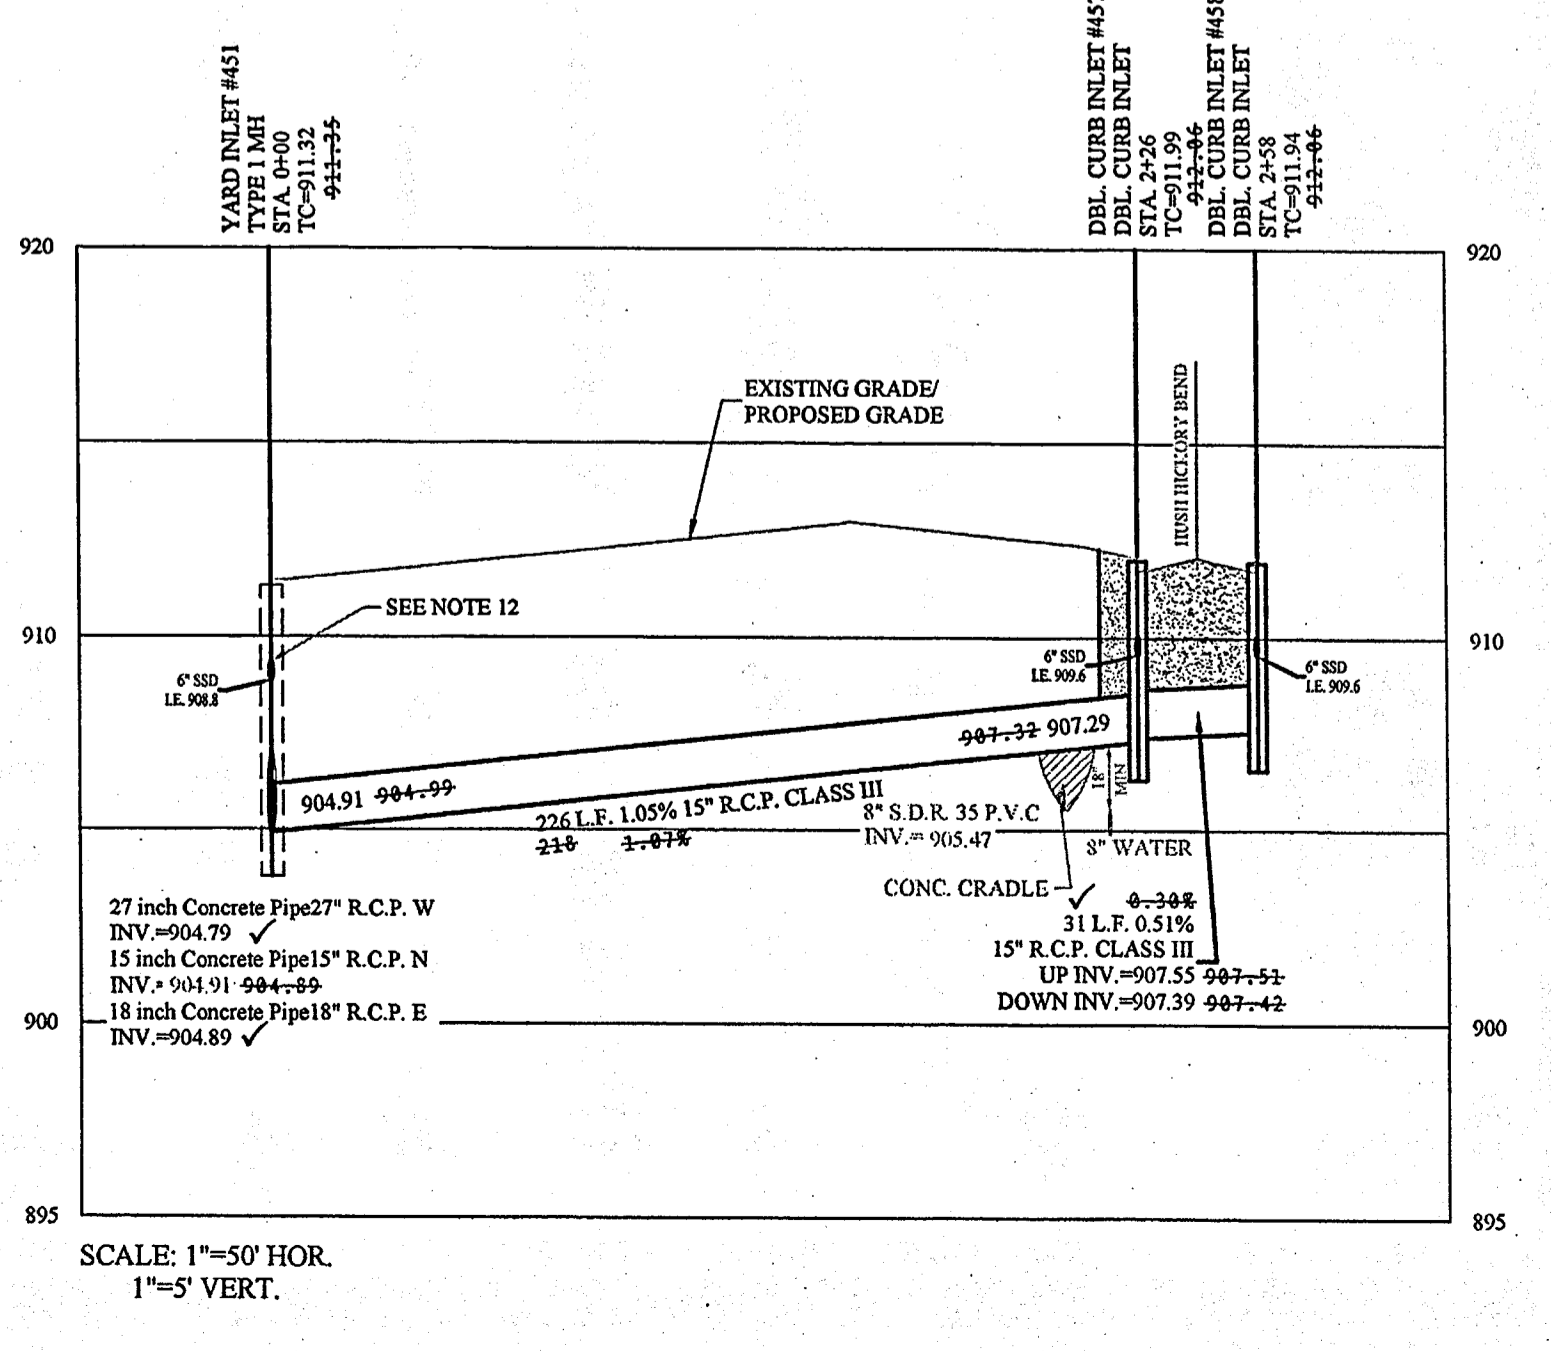 YARD INLET #451
TYPE 1 MH
STA. 0+00
TC=911.32
911.35
DBL. CURB INLET #457
DBL. CURB INLET
STA. 2+26
TC=911.99
912.06
DBL. CURB INLET #458
DBL. CURB INLET
STA. 2+58
TC=911.94
912.06
920
920
EXISTING GRADE/
PROPOSED GRADE
HUSH HICKORY BEND
SEE NOTE 12
910
910
6" SSD
I.E. 908.8
6" SSD
I.E. 909.6
6" SSD
I.E. 909.6
907.32 907.29
904.91 904.99
226 L.F. 1.05% 15" R.C.P. CLASS III
218 1.07%
8" S.D.R. 35 P.V.C
INV.= 905.47
18"
MIN
8" WATER
CONC. CRADLE
0.30%
31 L.F. 0.51%
15" R.C.P. CLASS III
UP INV.=907.55 907.51
DOWN INV.=907.39 907.42
27 inch Concrete Pipe27" R.C.P. W
INV.=904.79 ✓
15 inch Concrete Pipe15" R.C.P. N
INV.= 904.91 904.89
18 inch Concrete Pipe18" R.C.P. E
INV.=904.89 ✓
900
900
895
895
SCALE: 1"=50' HOR.
1"=5' VERT.